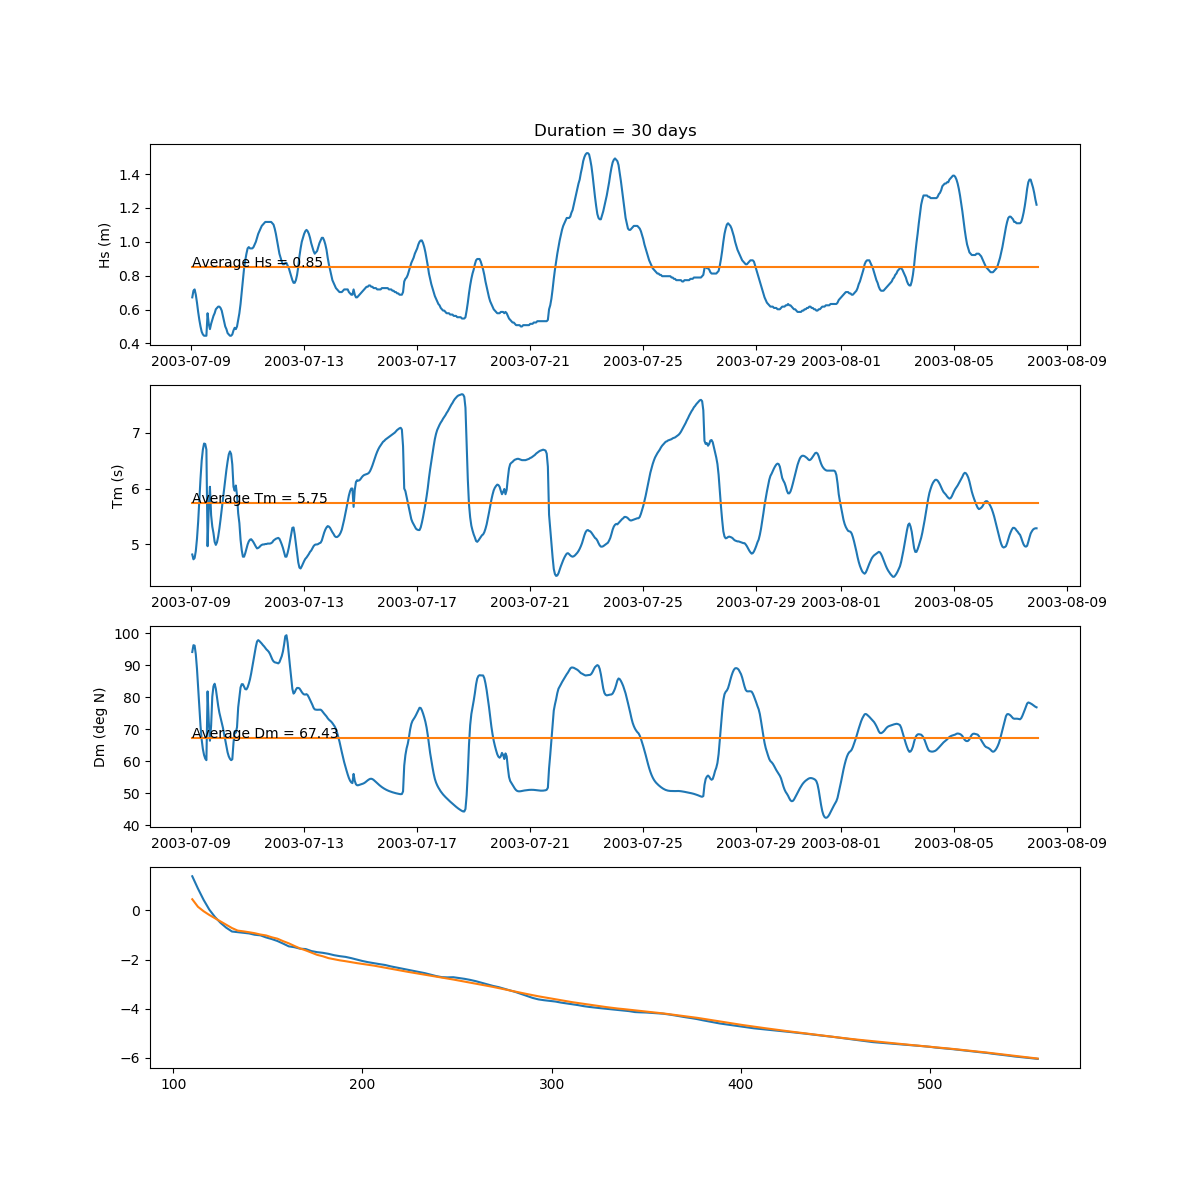 Duration = 30 days
Hs (m)
1.4
1.2
1.0
0.8
0.6
0.4
Average Hs = 0.85
2003-07-09 2003-07-13 2003-07-17 2003-07-21 2003-07-25 2003-07-29 2003-08-01 2003-08-05 2003-08-09
Tm (s)
7
6
5
Average Tm = 5.75
2003-07-09 2003-07-13 2003-07-17 2003-07-21 2003-07-25 2003-07-29 2003-08-01 2003-08-05 2003-08-09
Dm (deg N)
100
90
80
70
60
50
40
Average Dm = 67.43
2003-07-09 2003-07-13 2003-07-17 2003-07-21 2003-07-25 2003-07-29 2003-08-01 2003-08-05 2003-08-09
0
−2
−4
−6
100 200 300 400 500